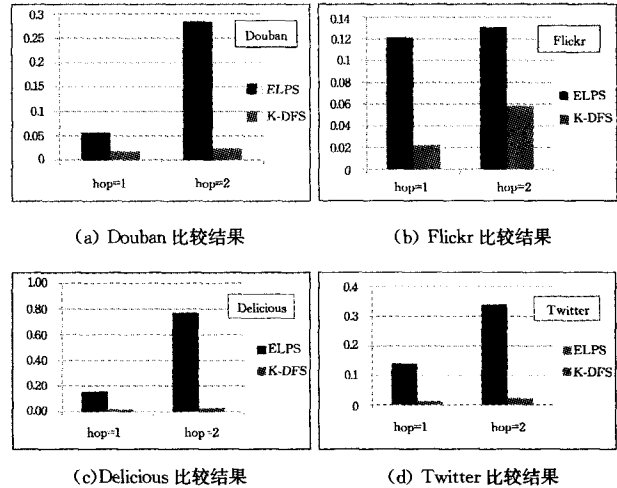 0.3
0.25
0.2
0.15
0.1
0.05
0
Douban
ELPS
K-DFS
hop=1
hop=2
(a) Douban 比较结果
0.14
0.12
0.10
0.08
0.06
0.04
0.02
0
Flickr
ELPS
K-DFS
hop=1
hop=2
(b) Flickr 比较结果
1.00
0.80
0.60
0.40
0.20
0.00
Delicious
ELPS
K-DFS
hop=1
hop=2
(c)Delicious 比较结果
0.4
0.3
0.2
0.1
0
Twitter
ELPS
K-DFS
hop=1
hop=2
(d) Twitter 比较结果